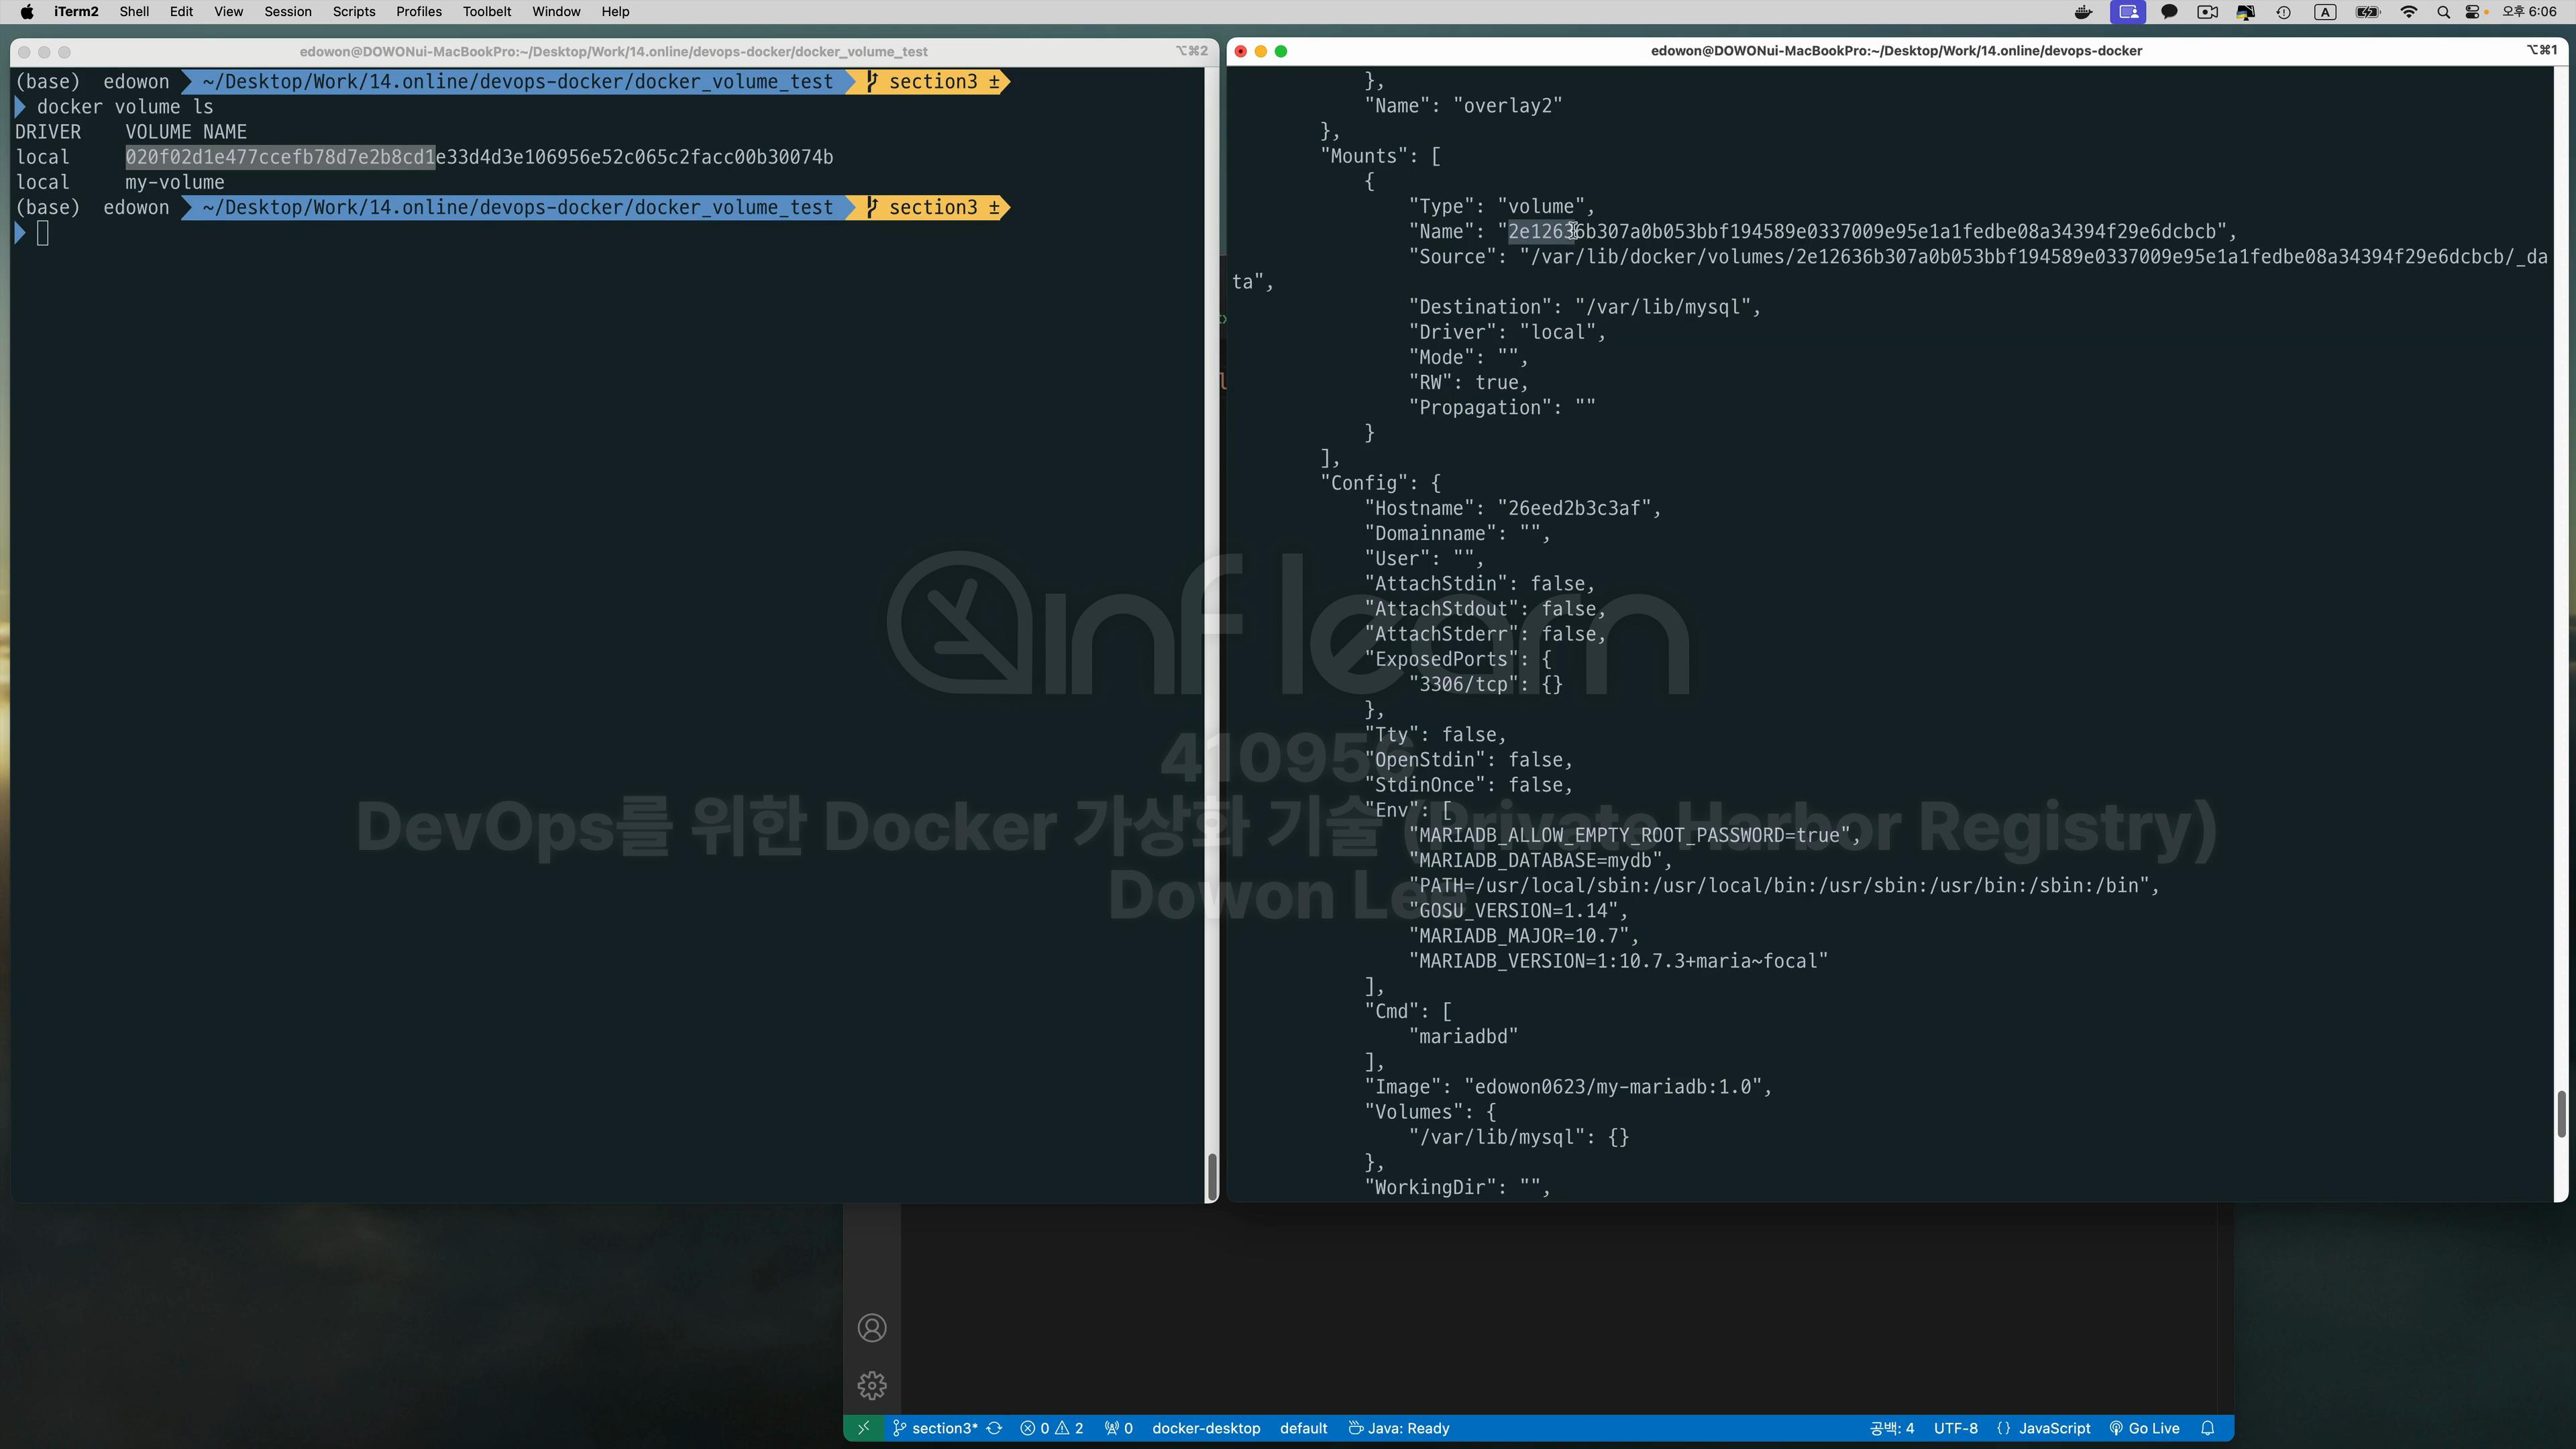 iTerm2 Shell Edit View Session Scripts Profiles Toolbelt Window Help
A 오후 6:06
edowon@DOWONui-MacBookPro:~/Desktop/Work/14.online/devops-docker/docker_volume_test ⌥⌘2
(base) edowon ~/Desktop/Work/14.online/devops-docker/docker_volume_test section3 ±
docker volume ls
DRIVER VOLUME NAME
local 020f02d1e477ccefb78d7e2b8cd1e33d4d3e106956e52c065c2facc00b30074b
local my-volume
(base) edowon ~/Desktop/Work/14.online/devops-docker/docker_volume_test section3 ±
edowon@DOWONui-MacBookPro:~/Desktop/Work/14.online/devops-docker ⌥⌘1
},
"Name": "overlay2"
},
"Mounts": [
{
"Type": "volume",
"Name": "2e12636b307a0b053bbf194589e0337009e95e1a1fedbe08a34394f29e6dcbcb",
"Source": "/var/lib/docker/volumes/2e12636b307a0b053bbf194589e0337009e95e1a1fedbe08a34394f29e6dcbcb/_da
ta",
"Destination": "/var/lib/mysql",
"Driver": "local",
"Mode": "",
"RW": true,
"Propagation": ""
}
],
"Config": {
"Hostname": "26eed2b3c3af",
"Domainname": "",
"User": "",
"AttachStdin": false,
"AttachStdout": false,
"AttachStderr": false,
"ExposedPorts": {
"3306/tcp": {}
},
"Tty": false,
"OpenStdin": false,
"StdinOnce": false,
"Env": [
"MARIADB_ALLOW_EMPTY_ROOT_PASSWORD=true",
"MARIADB_DATABASE=mydb",
"PATH=/usr/local/sbin:/usr/local/bin:/usr/sbin:/usr/bin:/sbin:/bin",
"GOSU_VERSION=1.14",
"MARIADB_MAJOR=10.7",
"MARIADB_VERSION=1:10.7.3+maria~focal"
],
"Cmd": [
"mariadbd"
],
"Image": "edowon0623/my-mariadb:1.0",
"Volumes": {
"/var/lib/mysql": {}
},
"WorkingDir": "",
inflearn
410956
DevOps를 위한 Docker 가상화 기술 (Private Harbor Registry)
Dowon Lee
section3* 0 2 0 docker-desktop default Java: Ready 공백: 4 UTF-8 {} JavaScript Go Live